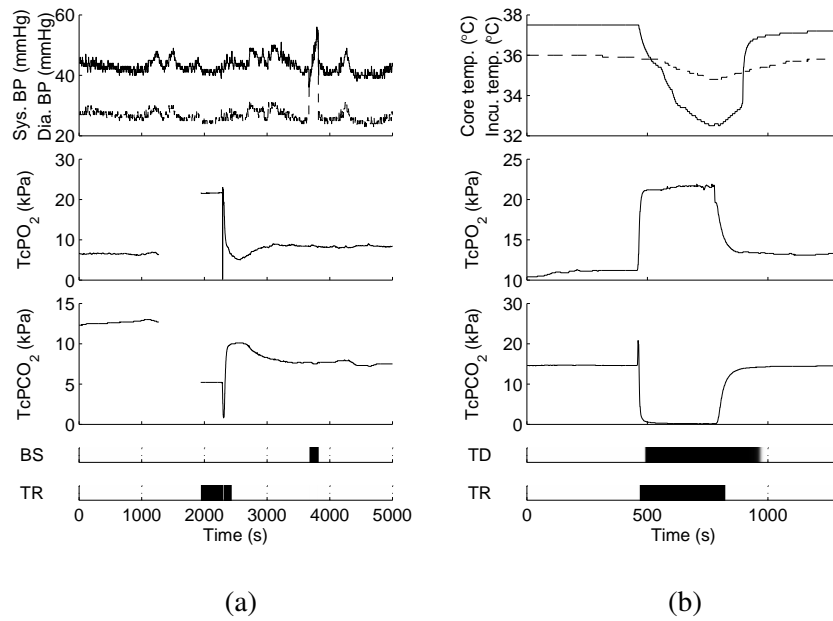 Sys. BP (mmHg)
Dia. BP (mmHg)
60
40
20
TcPO2 (kPa)
30
20
10
0
TcPCO2 (kPa)
15
10
5
0
BS
TR
0 1000 2000 3000 4000 5000
Time (s)
(a)
Core temp. (°C)
Incu. temp. (°C)
38
36
34
32
TcPO2 (kPa)
25
20
15
10
TcPCO2 (kPa)
30
20
10
0
TD
TR
0 500 1000
Time (s)
(b)